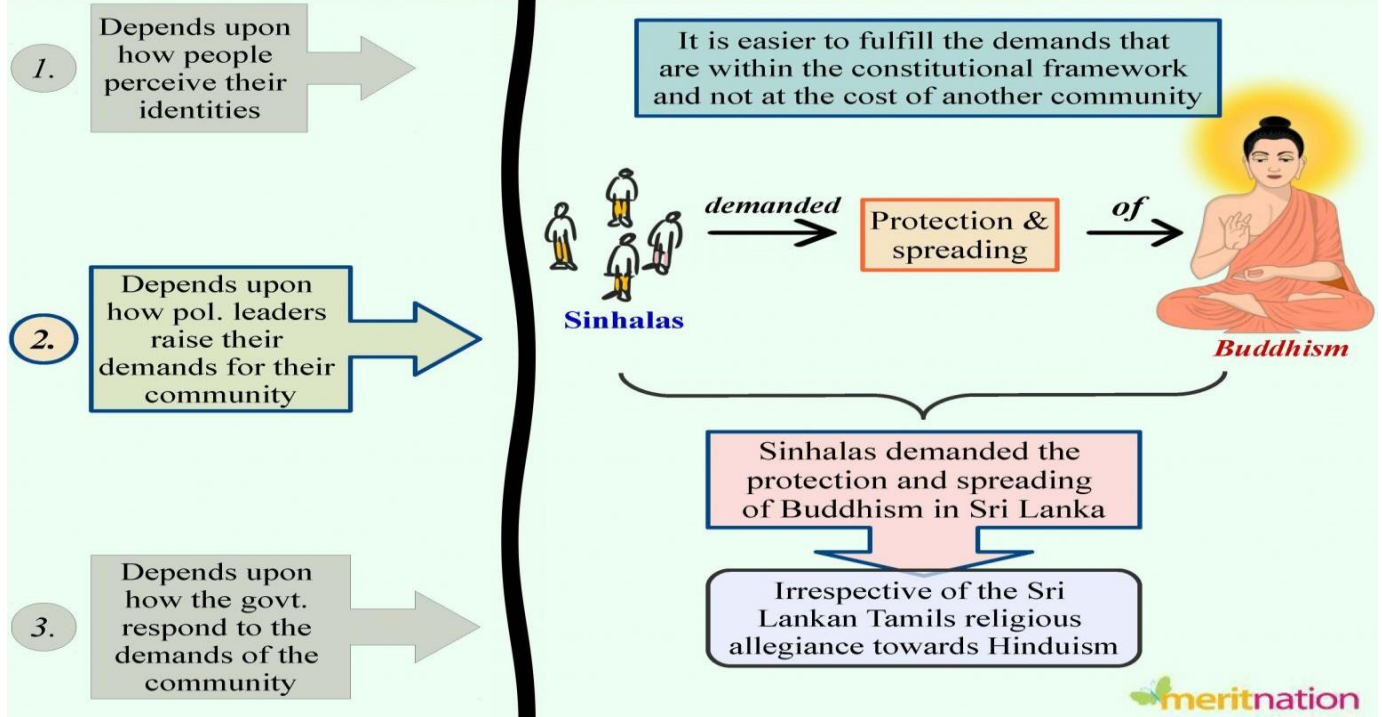 1.
Depends upon
how people
perceive their
identities
2.
Depends upon
how pol. leaders
raise their
demands for their
community
3.
Depends upon
how the govt.
respond to the
demands of the
community
It is easier to fulfill the demands that
are within the constitutional framework
and not at the cost of another community
Sinhalas
demanded
Protection &
spreading
of
Buddhism
Sinhalas demanded the
protection and spreading
of Buddhism in Sri Lanka
Irrespective of the Sri
Lankan Tamils religious
allegiance towards Hinduism
meritnation